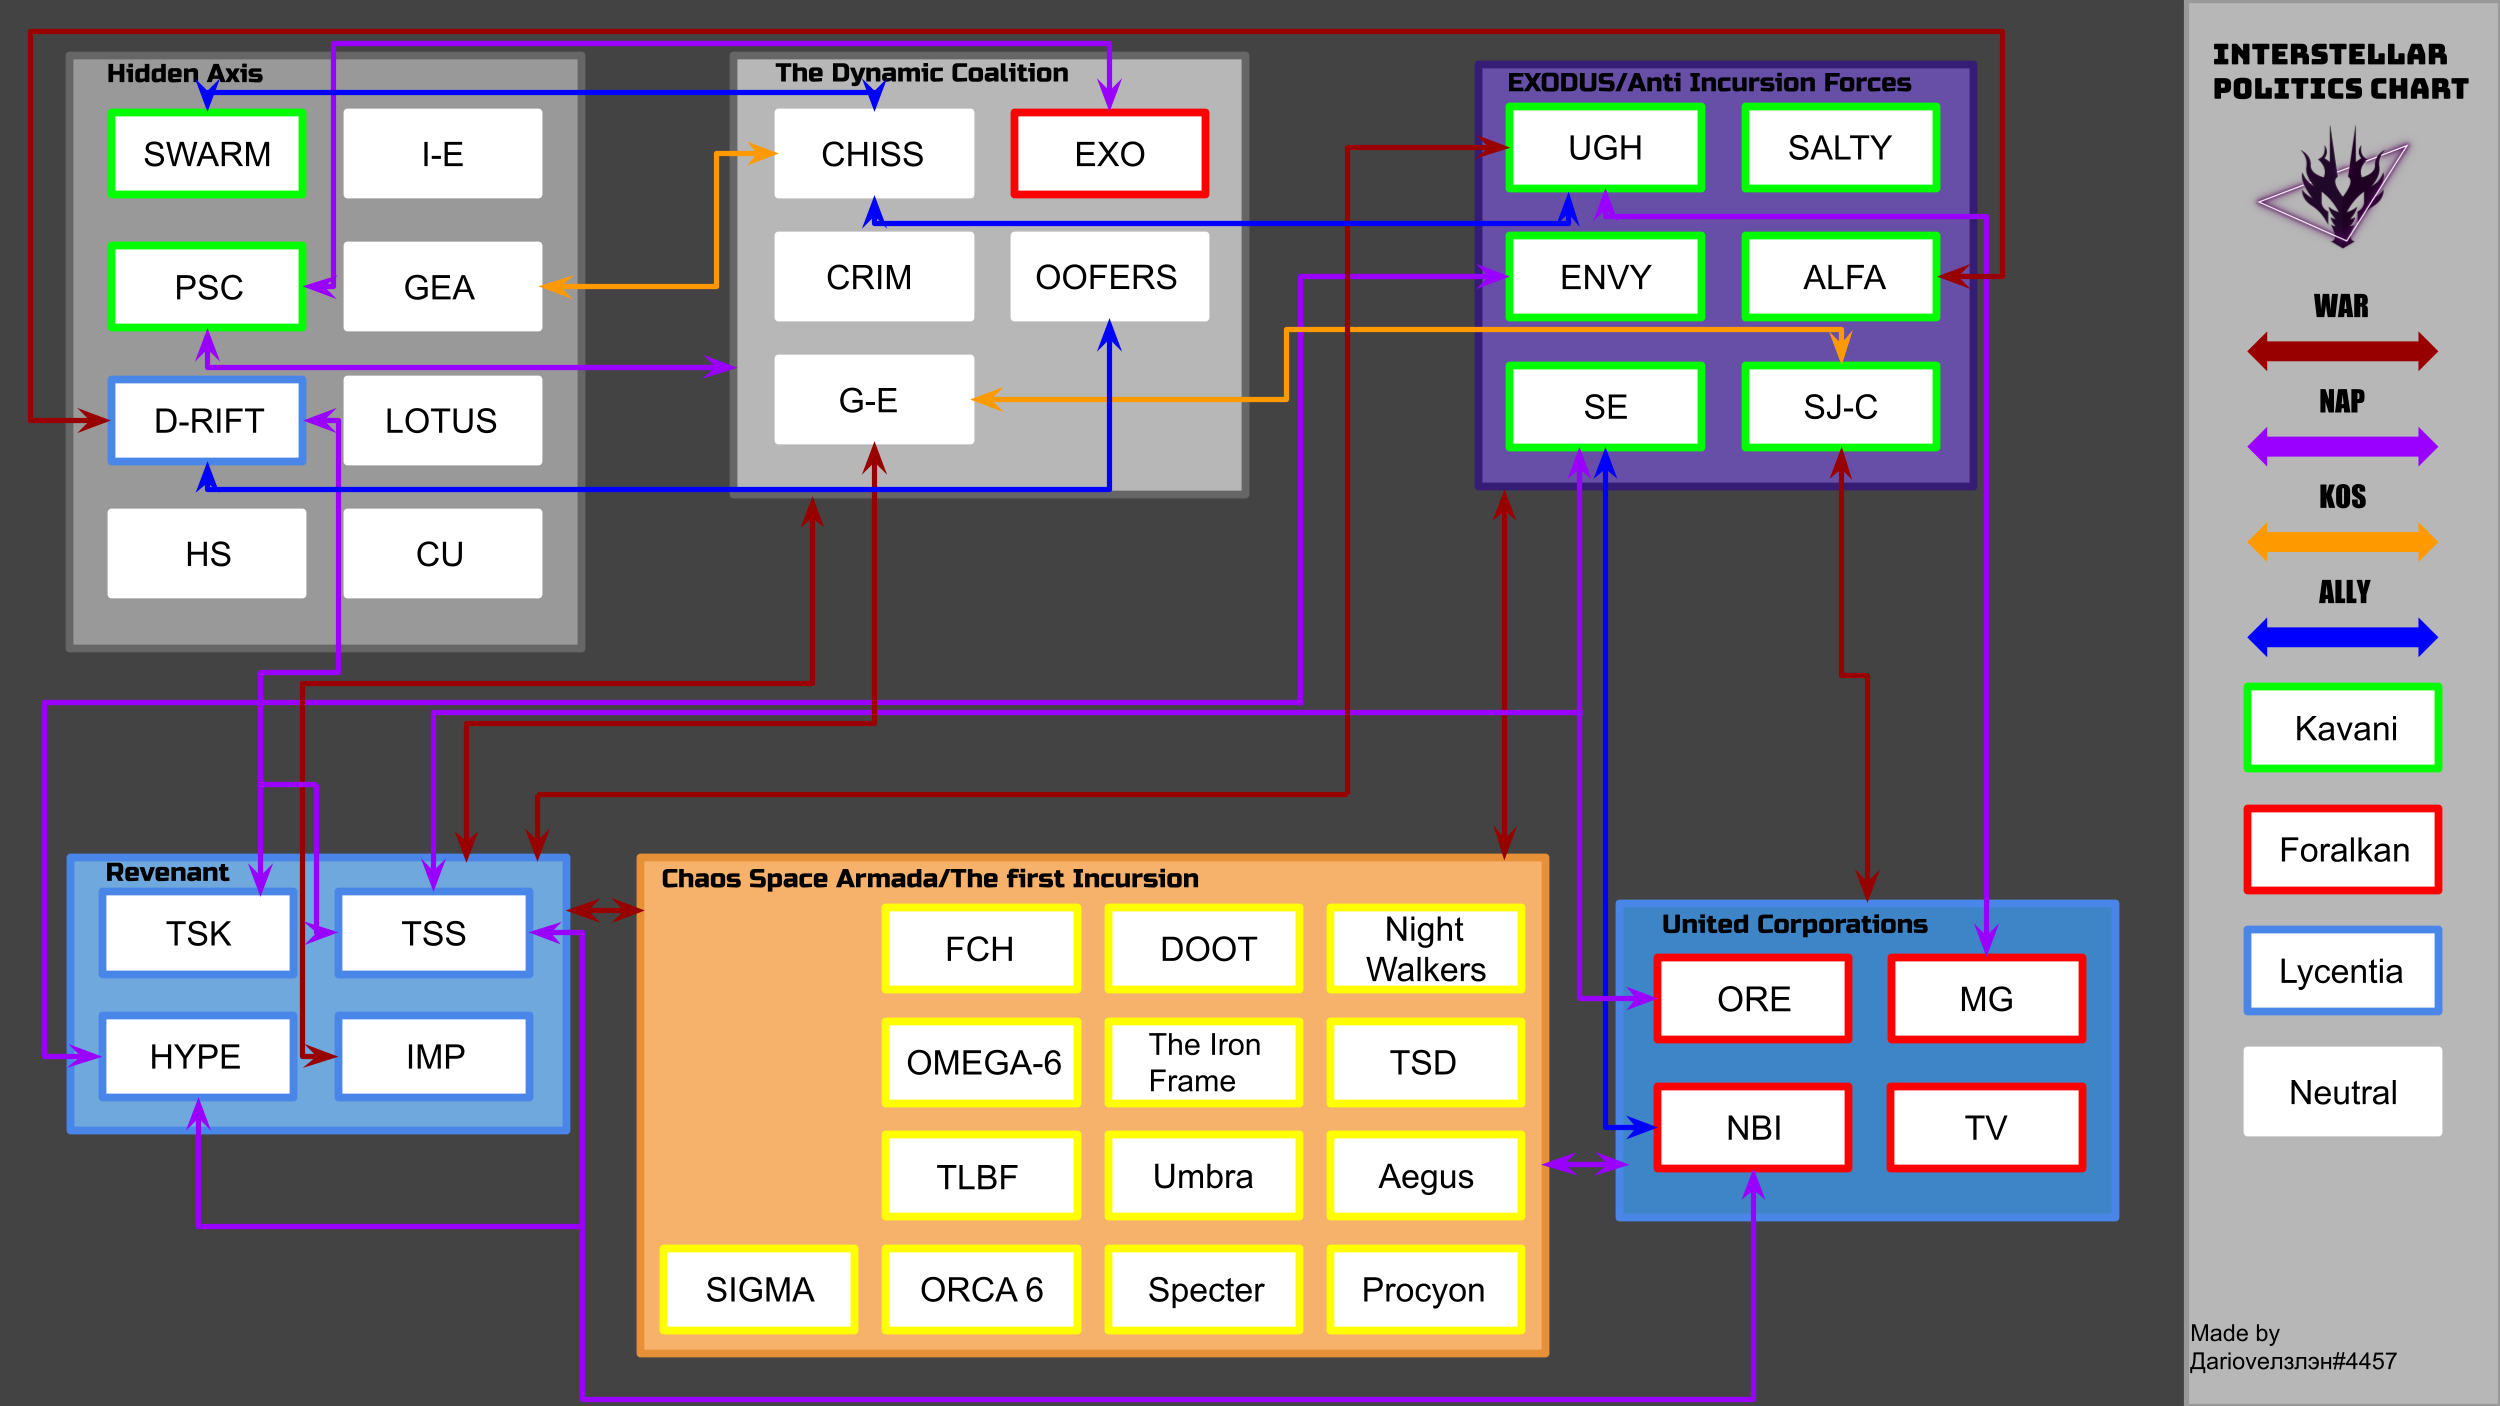 Hidden Axis
SWARM
I-E
PSC
GEA
D-RIFT
LOTUS
HS
CU
The Dynamic Coalition
CHISS
EXO
CRIM
OOFERS
G-E
EXODUS/Anti Incursion Forces
UGH
SALTY
ENVY
ALFA
SE
SJ-C
Revenant
TSK
TSS
HYPE
IMP
Chaos Space Armada/The first Incursion
FCH
DOOT
Night
Walkers
OMEGA-6
The Iron
Frame
TSD
TLBF
Umbra
Aegus
SIGMA
ORCA 6
Specter
Procyon
United Corporations
ORE
MG
NBI
TV
INTERSTELLAR
POLITIC CHART
WAR
NAP
KOS
ALLY
Kavani
Foralkan
Lycentia
Neutral
Made by
Дariovelзэн#4457